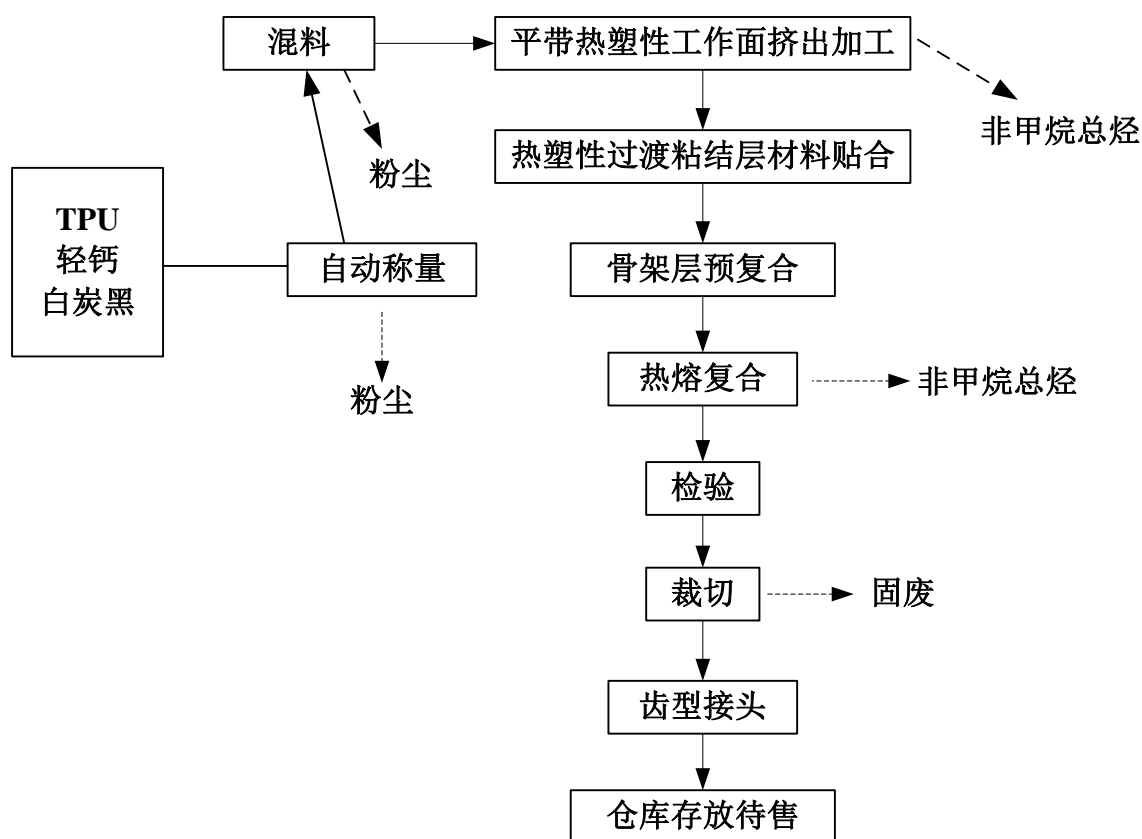 混料
平带热塑性工作面挤出加工
非甲烷总烃
粉尘
热塑性过渡粘结层材料贴合
TPU
轻钙
白炭黑
自动称量
骨架层预复合
粉尘
热熔复合
非甲烷总烃
检验
裁切
固废
齿型接头
仓库存放待售